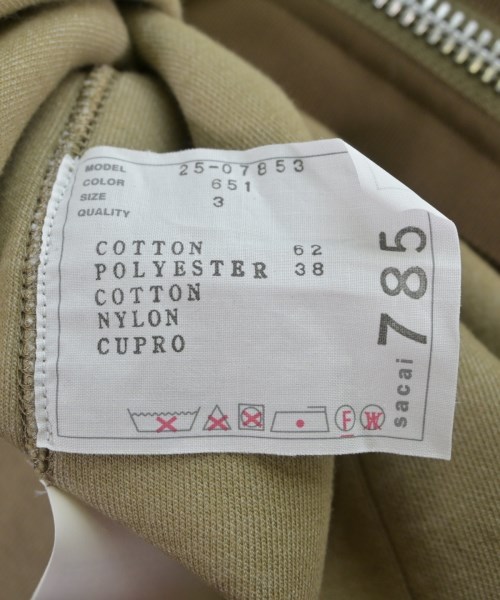 MODEL 25-07853
COLOR 651
SIZE 3
QUALITY
COTTON 62
POLYESTER 38
COTTON
NYLON
CUPRO
F
W
sacai 785